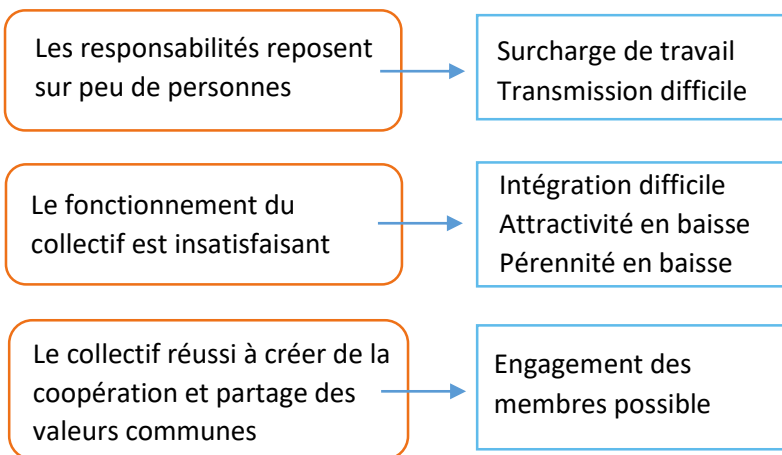 Les responsabilités reposent
sur peu de personnes
Surcharge de travail
Transmission difficile
Le fonctionnement du
collectif est insatisfaisant
Intégration difficile
Attractivité en baisse
Pérennité en baisse
Le collectif réussi à créer de la
coopération et partage des
valeurs communes
Engagement des
membres possible